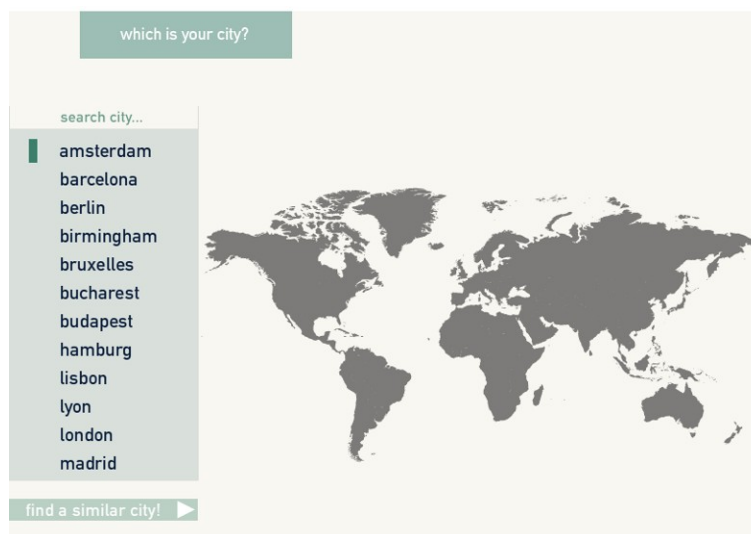 which is your city?
search city...
amsterdam
barcelona
berlin
birmingham
bruxelles
bucharest
budapest
hamburg
lisbon
lyon
london
madrid
find a similar city!